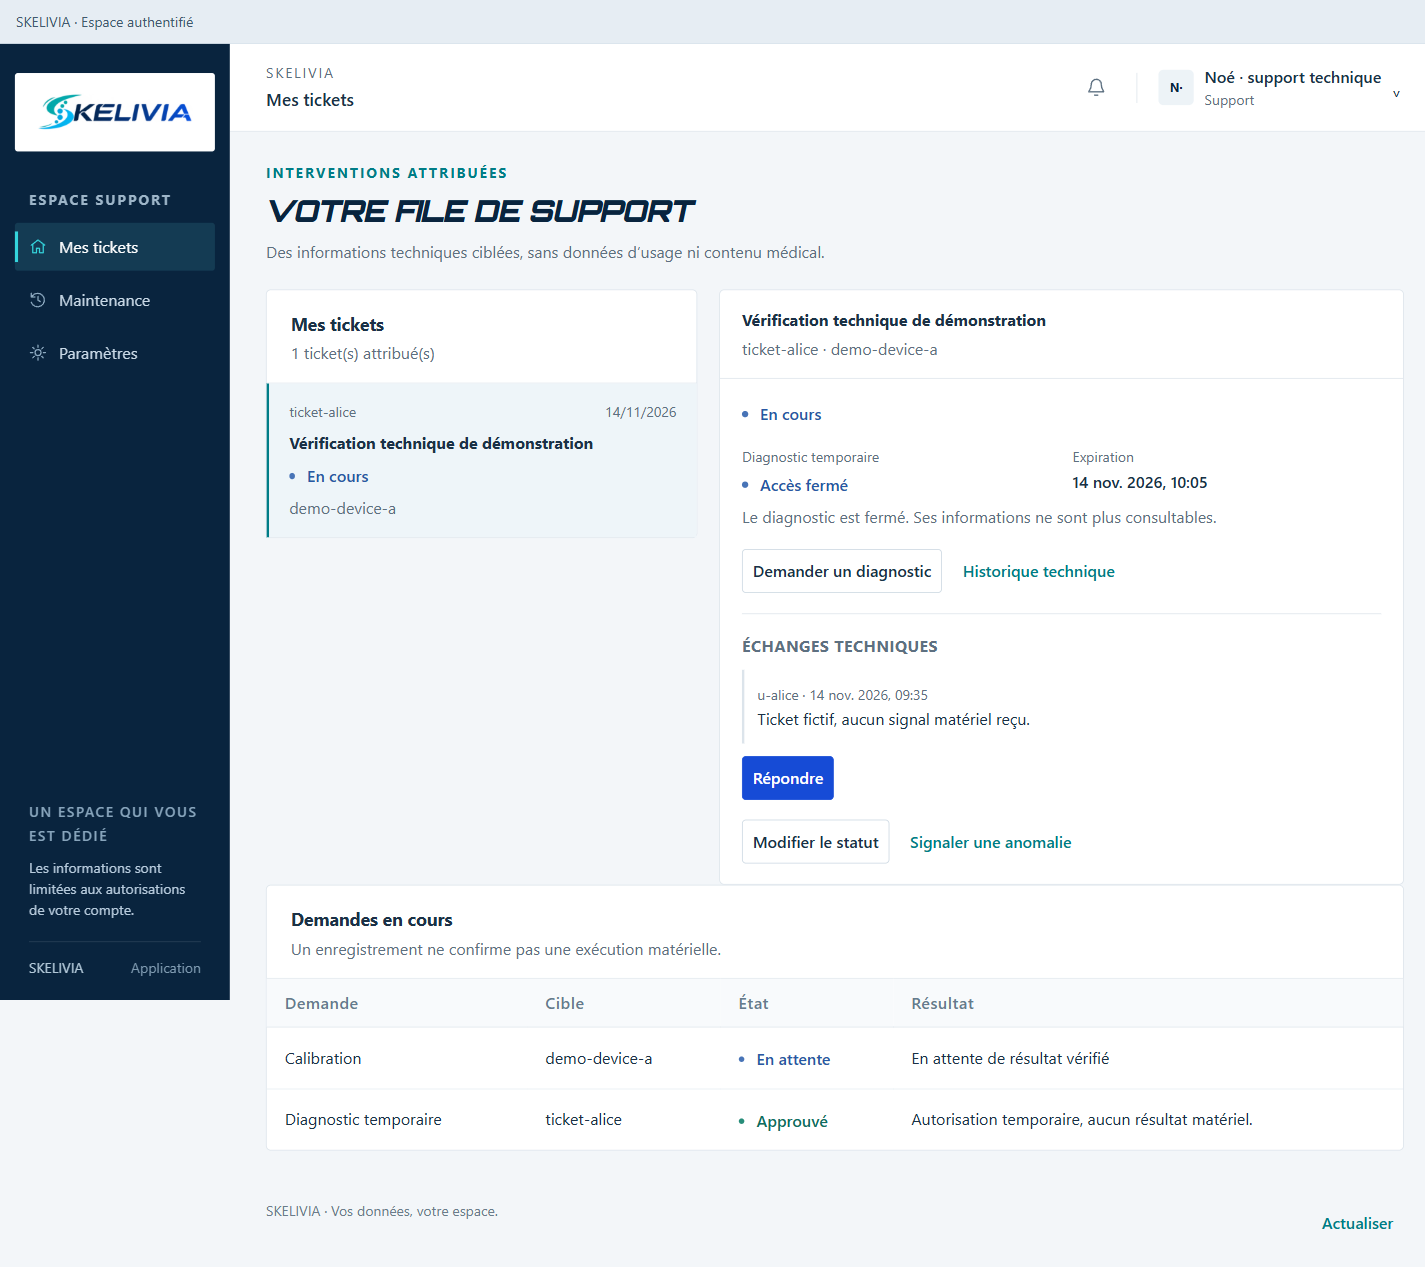 SKELIVIA · Espace authentifié
SKELIVIA
ESPACE SUPPORT
Mes tickets
Maintenance
Paramètres
UN ESPACE QUI VOUS
EST DÉDIÉ
Les informations sont
limitées aux autorisations
de votre compte.
SKELIVIA Application
SKELIVIA
Mes tickets
N·
Noé · support technique
Support
v
INTERVENTIONS ATTRIBUÉES
VOTRE FILE DE SUPPORT
Des informations techniques ciblées, sans données d'usage ni contenu médical.
Mes tickets
1 ticket(s) attribué(s)
ticket-alice 14/11/2026
Vérification technique de démonstration
En cours
demo-device-a
Vérification technique de démonstration
ticket-alice · demo-device-a
En cours
Diagnostic temporaire Expiration
Accès fermé 14 nov. 2026, 10:05
Le diagnostic est fermé. Ses informations ne sont plus consultables.
Demander un diagnostic Historique technique
ÉCHANGES TECHNIQUES
u-alice · 14 nov. 2026, 09:35
Ticket fictif, aucun signal matériel reçu.
Répondre
Modifier le statut Signaler une anomalie
Demandes en cours
Un enregistrement ne confirme pas une exécution matérielle.
Demande Cible État Résultat
Calibration demo-device-a En attente En attente de résultat vérifié
Diagnostic temporaire ticket-alice Approuvé Autorisation temporaire, aucun résultat matériel.
SKELIVIA · Vos données, votre espace.
Actualiser